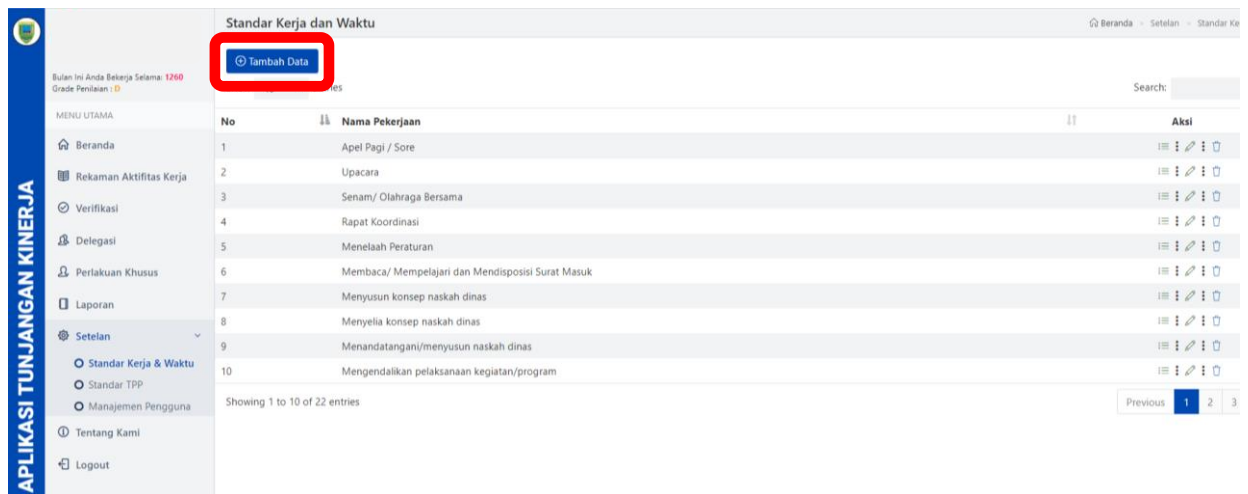 Standar Kerja dan Waktu
Beranda - Setelan - Standar Ke
Tambah Data
Bulan Ini Anda Bekerja Selama: 1260
Grade Penilaian : D
Search:
MENU UTAMA
No Nama Pekerjaan Aksi
Beranda
Rekaman Aktifitas Kerja
Verifikasi
Delegasi
Perlakuan Khusus
Laporan
Setelan
Standar Kerja & Waktu
Standar TPP
Manajemen Pengguna
Tentang Kami
Logout
APLIKASI TUNJANGAN KINERJA
1 Apel Pagi / Sore
2 Upacara
3 Senam/ Olahraga Bersama
4 Rapat Koordinasi
5 Menelaah Peraturan
6 Membaca/ Mempelajari dan Mendisposisi Surat Masuk
7 Menyusun konsep naskah dinas
8 Menyelia konsep naskah dinas
9 Menandatangani/menyusun naskah dinas
10 Mengendalikan pelaksanaan kegiatan/program
Showing 1 to 10 of 22 entries
Previous 1 2 3